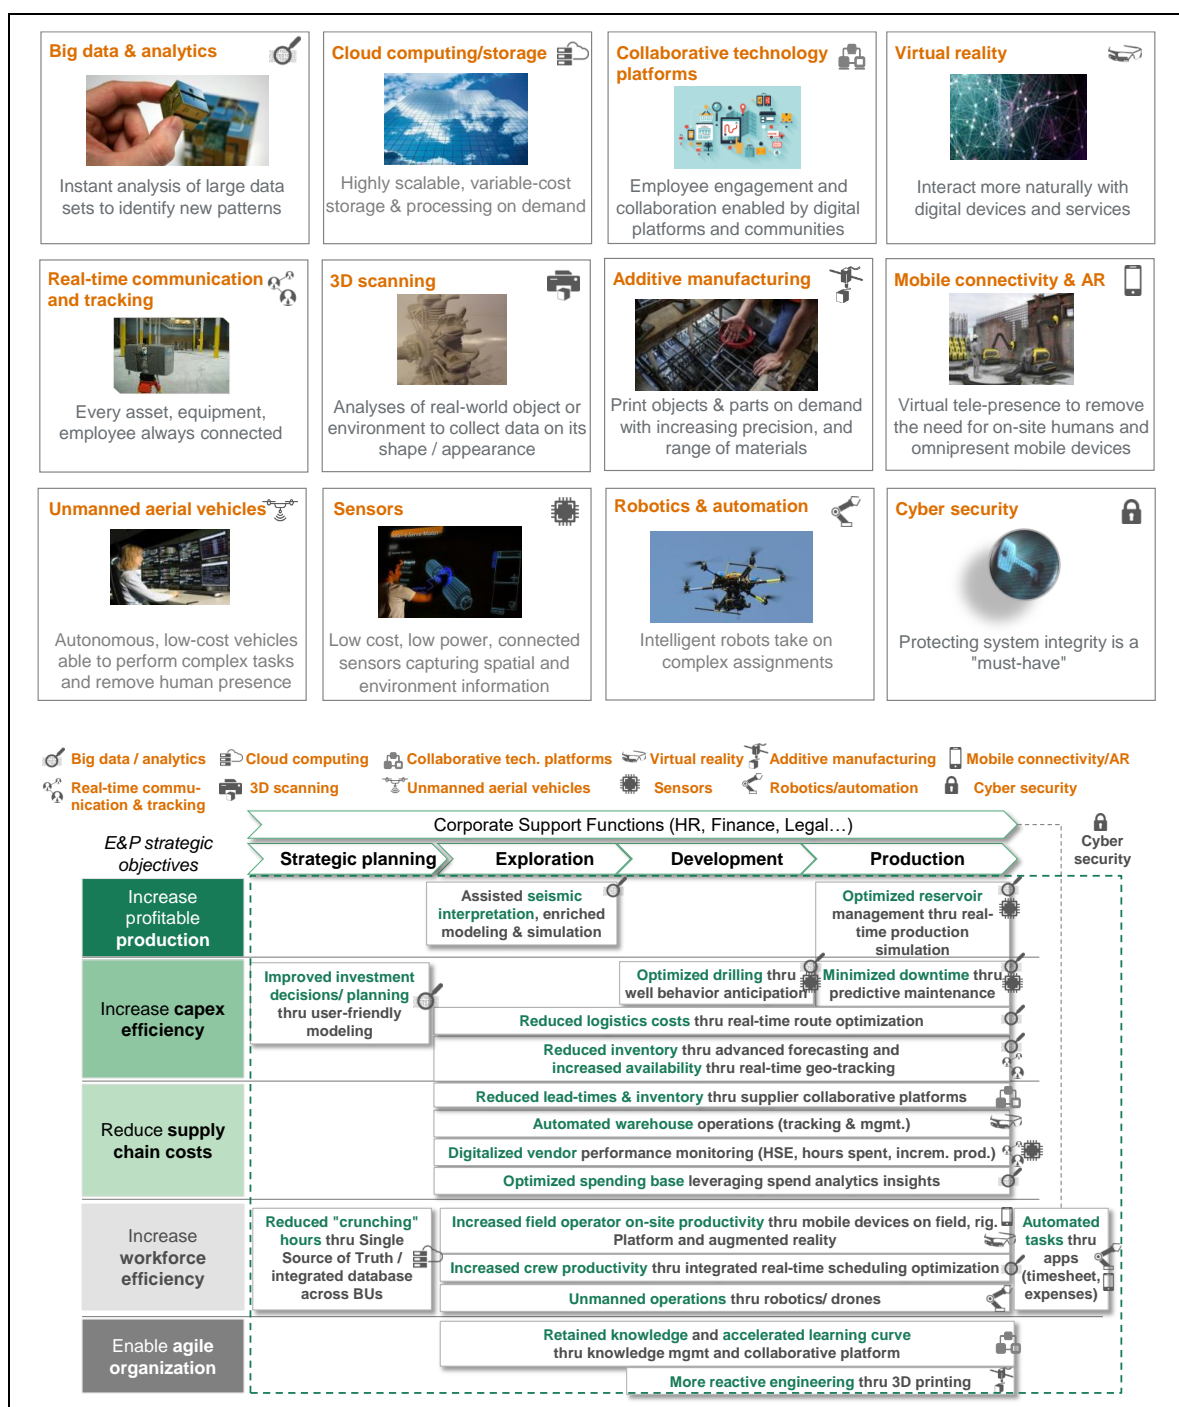 Big data & analytics
Instant analysis of large data
sets to identify new patterns
Cloud computing/storage
Highly scalable, variable-cost
storage & processing on demand
Collaborative technology
platforms
Employee engagement and
collaboration enabled by digital
platforms and communities
Virtual reality
Interact more naturally with
digital devices and services
Real-time communication
and tracking
Every asset, equipment,
employee always connected
3D scanning
Analyses of real-world object or
environment to collect data on its
shape / appearance
Additive manufacturing
Print objects & parts on demand
with increasing precision, and
range of materials
Mobile connectivity & AR
Virtual tele-presence to remove
the need for on-site humans and
omnipresent mobile devices
Unmanned aerial vehicles
Autonomous, low-cost vehicles
able to perform complex tasks
and remove human presence
Sensors
Low cost, low power, connected
sensors capturing spatial and
environment information
Robotics & automation
Intelligent robots take on
complex assignments
Cyber security
Protecting system integrity is a
"must-have"
Big data / analytics
Cloud computing
Collaborative tech. platforms
Virtual reality
Additive manufacturing
Mobile connectivity/AR
Real-time commu-
nication & tracking
3D scanning
Unmanned aerial vehicles
Sensors
Robotics/automation
Cyber security
Corporate Support Functions (HR, Finance, Legal…)
Cyber
security
E&P strategic
objectives
Strategic planning
Exploration
Development
Production
Increase
profitable
production
Assisted seismic
interpretation, enriched
modeling & simulation
Optimized reservoir
management thru real-
time production
simulation
Increase capex
efficiency
Improved investment
decisions/ planning
thru user-friendly
modeling
Optimized drilling thru
well behavior anticipation
Minimized downtime thru
predictive maintenance
Reduced logistics costs thru real-time route optimization
Reduced inventory thru advanced forecasting and
increased availability thru real-time geo-tracking
Reduce supply
chain costs
Reduced lead-times & inventory thru supplier collaborative platforms
Automated warehouse operations (tracking & mgmt.)
Digitalized vendor performance monitoring (HSE, hours spent, increm. prod.)
Optimized spending base leveraging spend analytics insights
Increase
workforce
efficiency
Reduced "crunching"
hours thru Single
Source of Truth /
integrated database
across BUs
Increased field operator on-site productivity thru mobile devices on field, rig.
Platform and augmented reality
Increased crew productivity thru integrated real-time scheduling optimization
Unmanned operations thru robotics/ drones
Automated
tasks thru
apps
(timesheet,
expenses)
Enable agile
organization
Retained knowledge and accelerated learning curve
thru knowledge mgmt and collaborative platform
More reactive engineering thru 3D printing